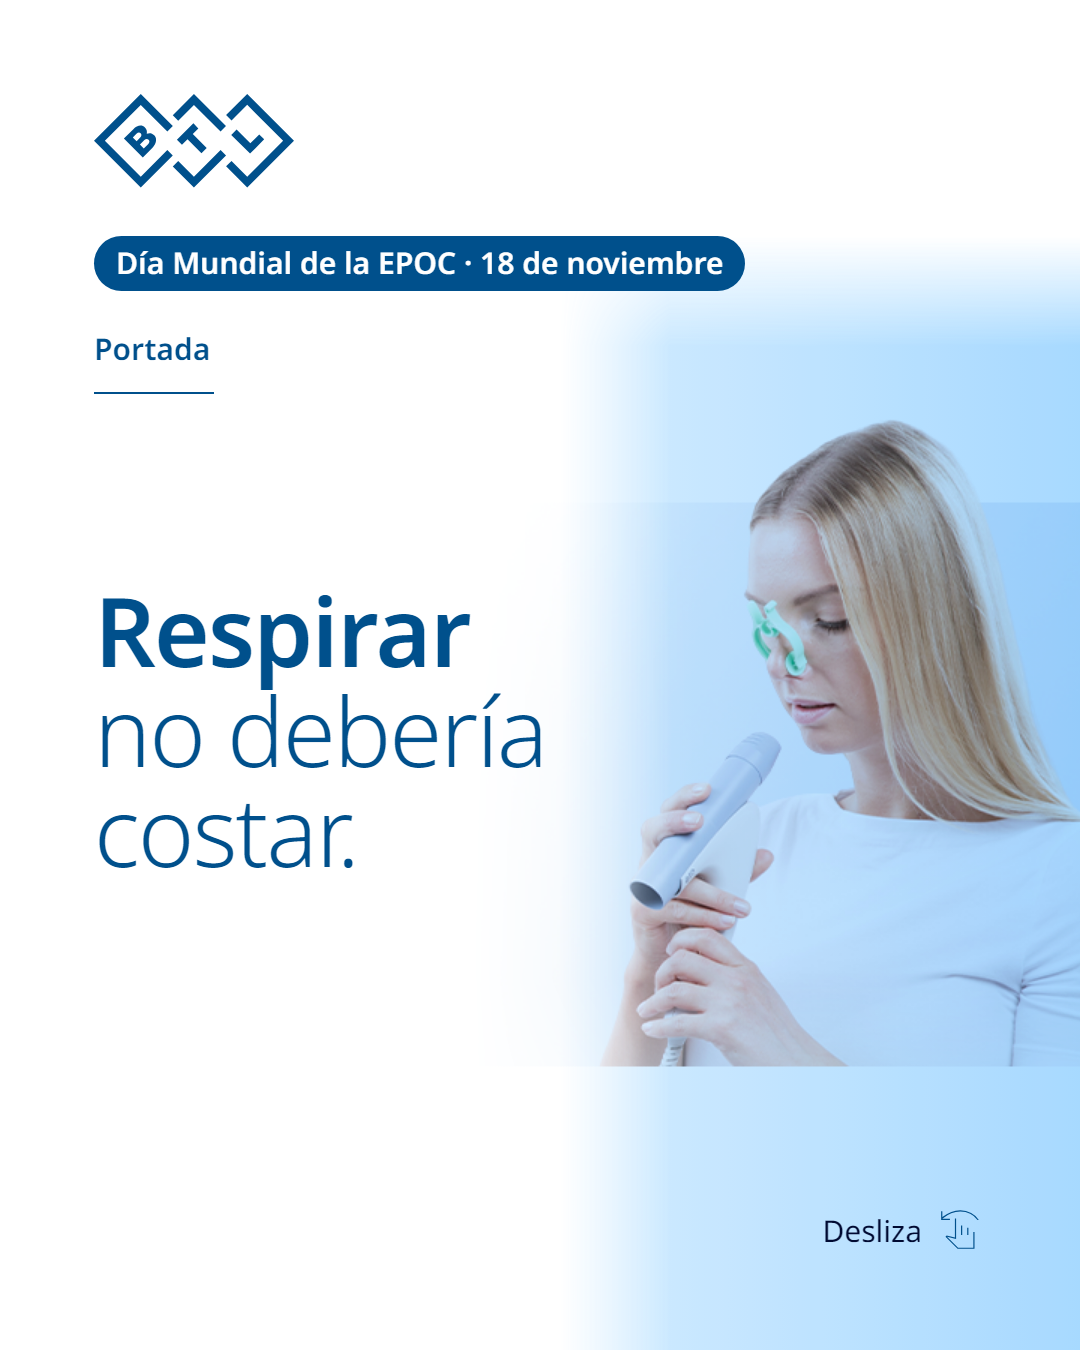 BTL
Día Mundial de la EPOC · 18 de noviembre
Portada
Respirar
no debería
costar.
Desliza